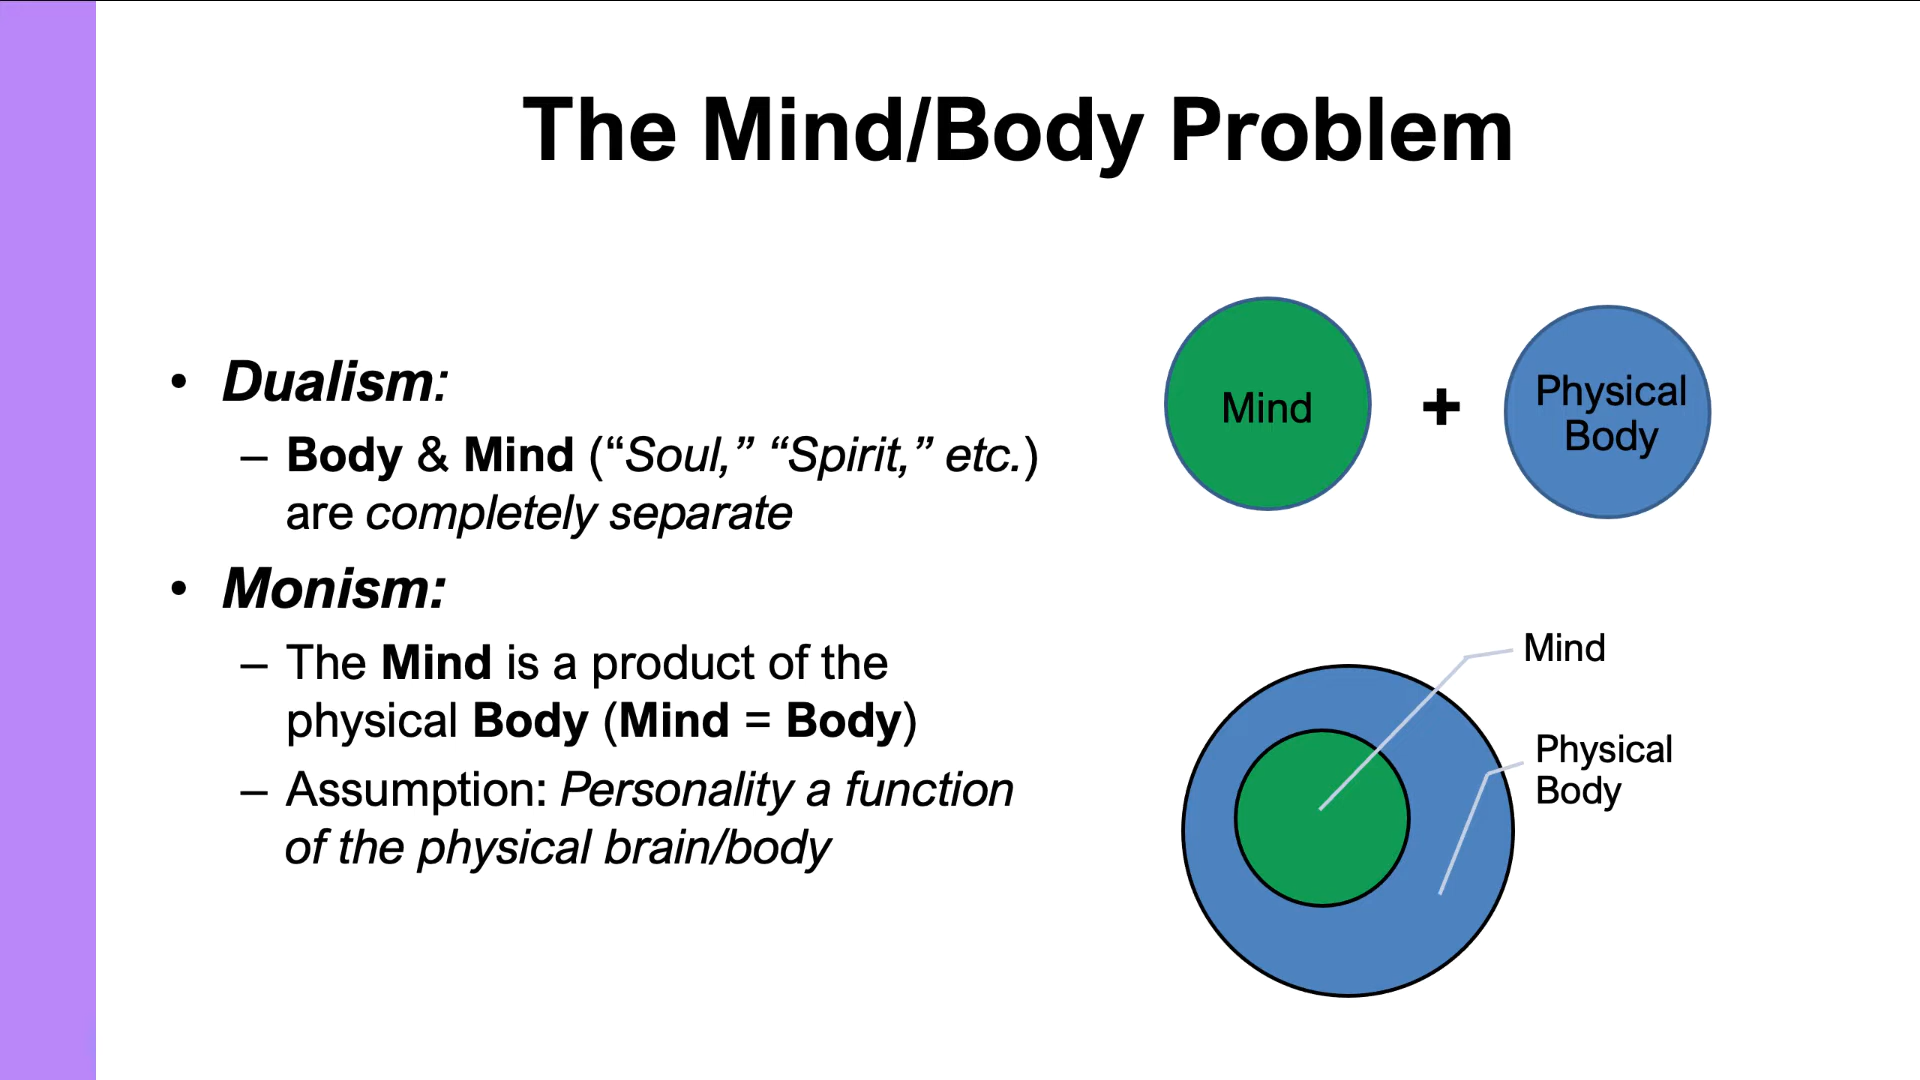 The Mind/Body Problem
• Dualism:
– Body & Mind (“Soul,” “Spirit,” etc.)
are completely separate
• Monism:
– The Mind is a product of the
physical Body (Mind = Body)
– Assumption: Personality a function
of the physical brain/body
Mind
+
Physical
Body
Mind
Physical
Body